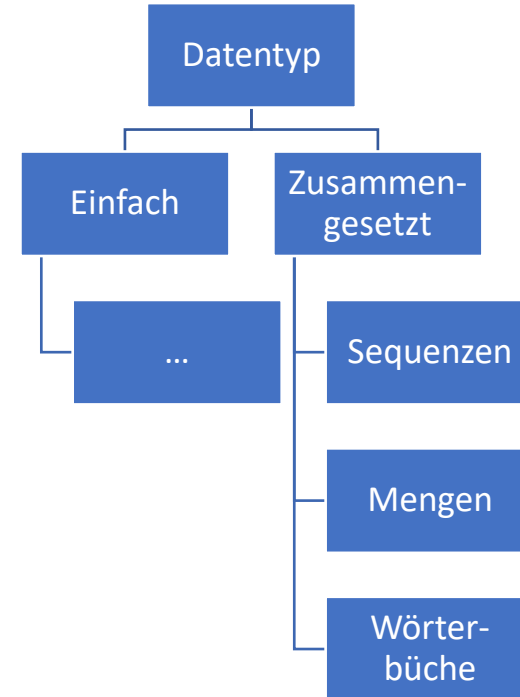 Datentyp
Einfach
Zusammen-
gesetzt
...
Sequenzen
Mengen
Wörter-
büche